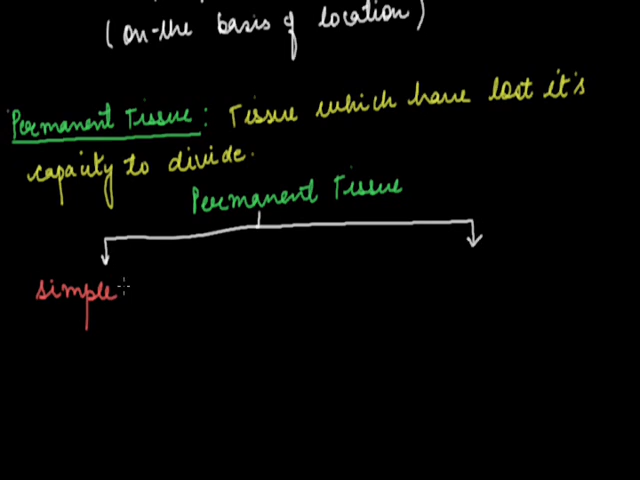 (on-the basis of location)
Permanent Tissue: Tissue which have lost it's
capacity to divide.
Permanent Tissue
simple